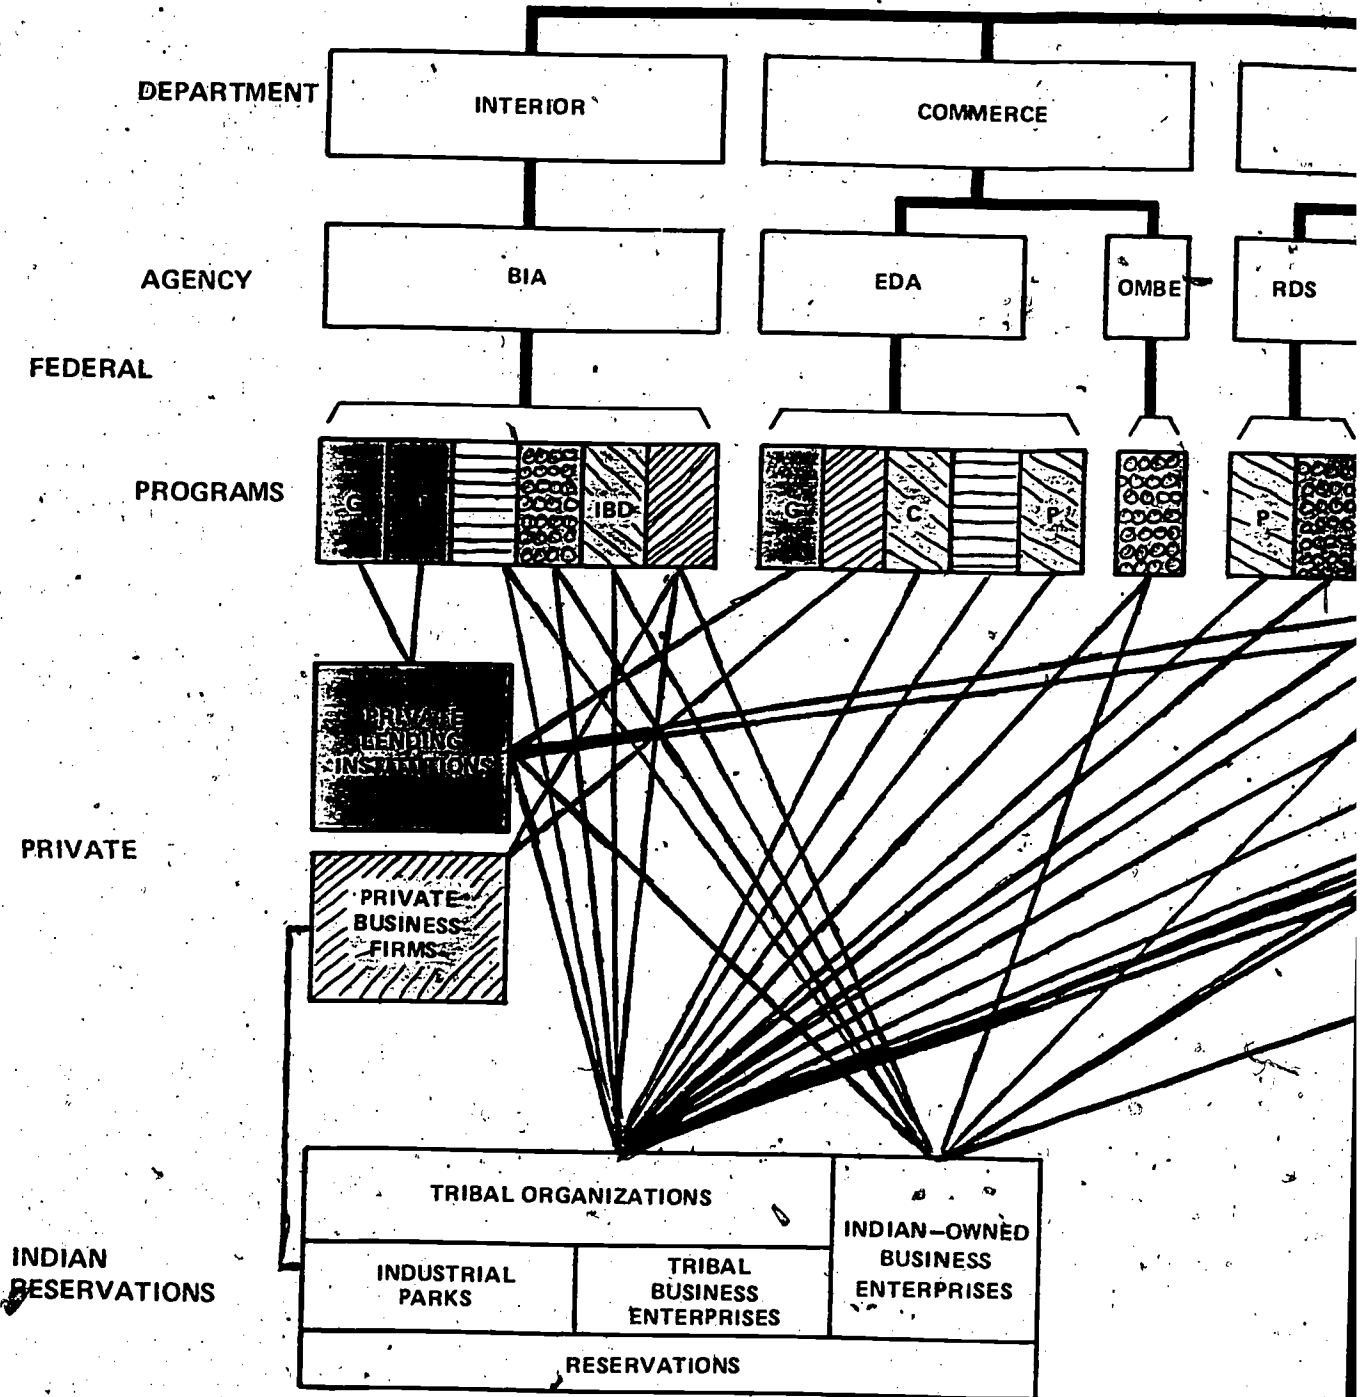 DEPARTMENT
INTERIOR
COMMERCE
AGENCY
BIA
EDA
OMBE
RDS
FEDERAL
PROGRAMS
G
IBD
G
C
P
P
PRIVATE
LENDING
INSTITUTIONS
PRIVATE
PRIVATE
BUSINESS
FIRMS
TRIBAL ORGANIZATIONS
INDIAN-OWNED
BUSINESS
ENTERPRISES
INDIAN
RESERVATIONS
INDUSTRIAL
PARKS
TRIBAL
BUSINESS
ENTERPRISES
RESERVATIONS